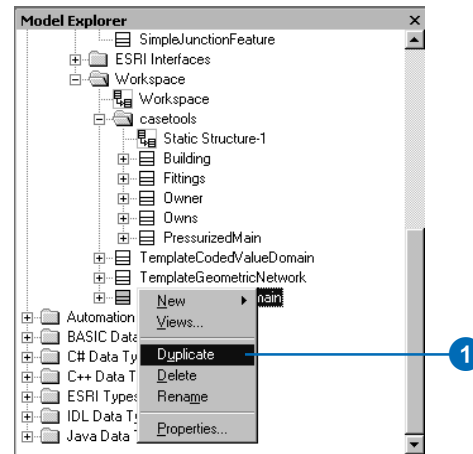 Model Explorer
SimpleJunctionFeature
ESRI Interfaces
Workspace
Workspace
casetools
Static Structure-1
Building
Fittings
Owner
Owns
PressurizedMain
TemplateCodedValueDomain
TemplateGeometricNetwork
main
New
Views...
Duplicate
1
Delete
Rename
Properties...
Automation
BASIC Data
C# Data Ty
C++ Data T
ESRI Types
IDL Data T
Java Data